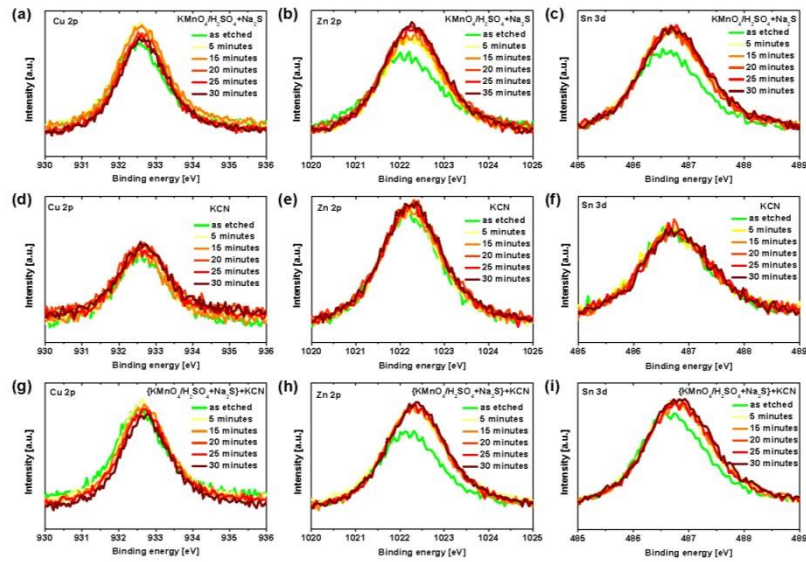 (a) Cu 2p KMnO4/H2SO4+Na2S
as etched
5 minutes
15 minutes
20 minutes
25 minutes
30 minutes
Intensity [a.u.]
930 931 932 933 934 935 936
Binding energy [eV]
(b) Zn 2p KMnO4/H2SO4+Na2S
as etched
5 minutes
15 minutes
20 minutes
25 minutes
35 minutes
Intensity [a.u.]
1020 1021 1022 1023 1024 1025
Binding energy [eV]
(c) Sn 3d KMnO4/H2SO4+Na2S
as etched
5 minutes
15 minutes
20 minutes
25 minutes
30 minutes
Intensity [a.u.]
485 486 487 488 489
Binding energy [eV]
(d) Cu 2p KCN
as etched
5 minutes
15 minutes
20 minutes
25 minutes
30 minutes
Intensity [a.u.]
930 931 932 933 934 935 936
Binding energy [eV]
(e) Zn 2p KCN
as etched
5 minutes
15 minutes
20 minutes
25 minutes
30 minutes
Intensity [a.u.]
1020 1021 1022 1023 1024 1025
Binding energy [eV]
(f) Sn 3d KCN
as etched
5 minutes
15 minutes
20 minutes
25 minutes
30 minutes
Intensity [a.u.]
485 486 487 488 489
Binding energy [eV]
(g) Cu 2p {KMnO4/H2SO4+Na2S}+KCN
as etched
5 minutes
15 minutes
20 minutes
25 minutes
30 minutes
Intensity [a.u.]
930 931 932 933 934 935 936
Binding energy [eV]
(h) Zn 2p {KMnO4/H2SO4+Na2S}+KCN
as etched
5 minutes
15 minutes
20 minutes
25 minutes
30 minutes
Intensity [a.u.]
1020 1021 1022 1023 1024 1025
Binding energy [eV]
(i) Sn 3d {KMnO4/H2SO4+Na2S}+KCN
as etched
5 minutes
15 minutes
20 minutes
25 minutes
30 minutes
Intensity [a.u.]
485 486 487 488 489
Binding energy [eV]